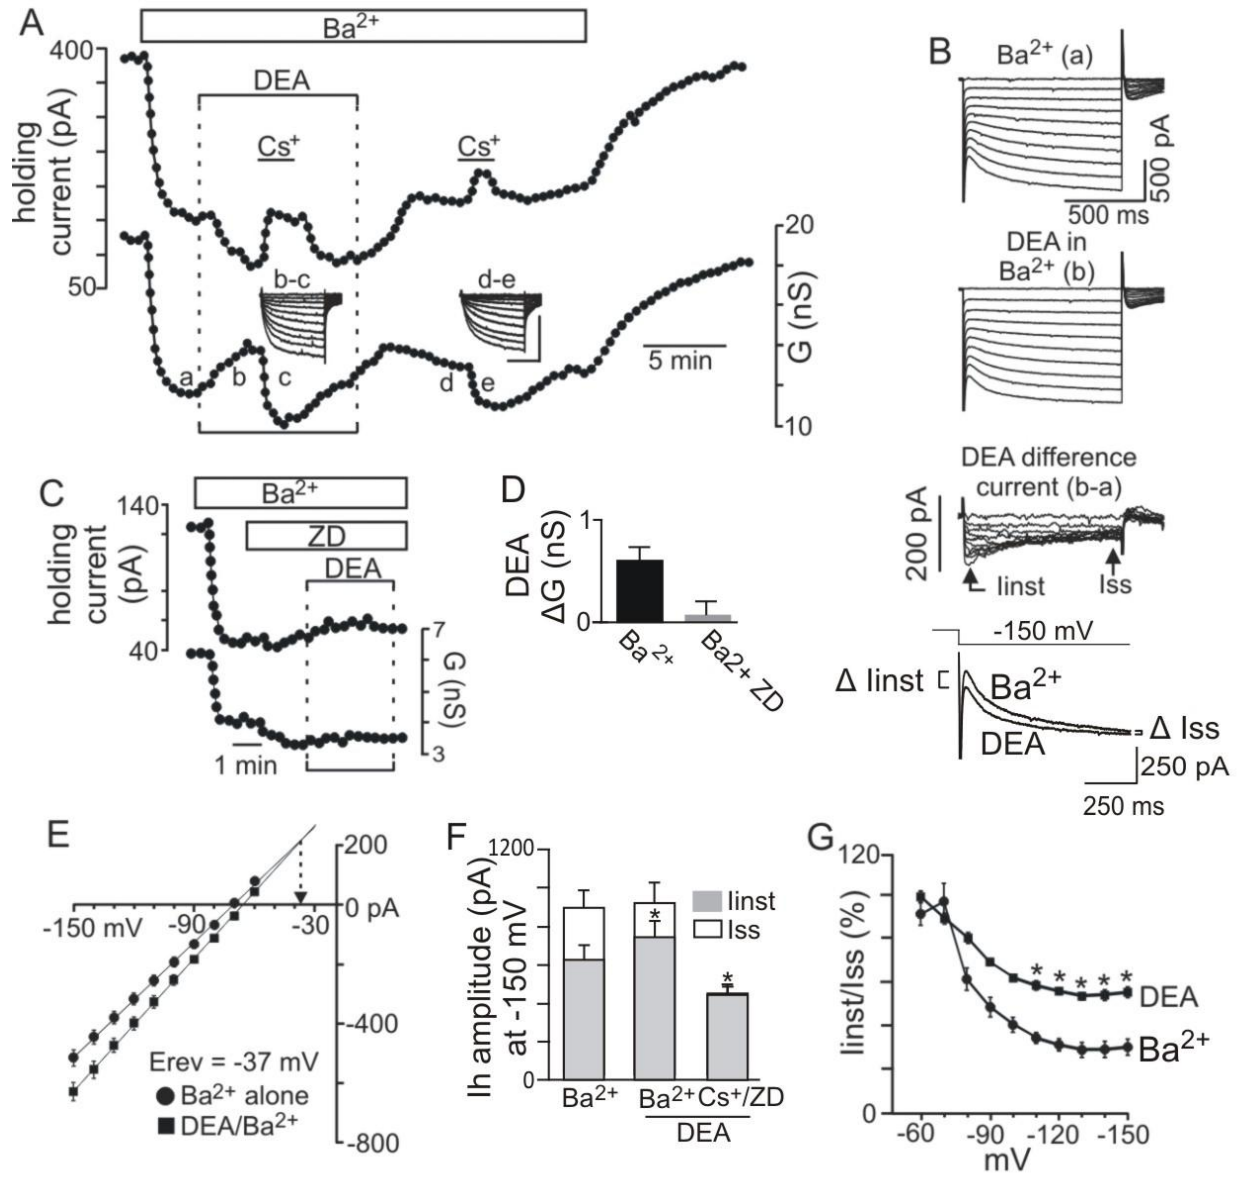 A
Ba²⁺
400
holding
current (pA)
50
DEA
Cs⁺
Cs⁺
b-c
d-e
a
b
c
d
e
5 min
20
G (nS)
10
B
Ba²⁺ (a)
500 pA
500 ms
DEA in
Ba²⁺ (b)
DEA difference
current (b-a)
200 pA
Iinst
Iss
-150 mV
Δ Iinst
Ba²⁺
DEA
Δ Iss
250 pA
250 ms
C
Ba²⁺
140
ZD
holding
current
(pA)
DEA
40
7
G (nS)
3
1 min
D
DEA
ΔG (nS)
1
0
Ba ²⁺
Ba2+ ZD
E
200
0 pA
-150 mV
-90
-30
-400
-800
Erev = -37 mV
Ba²⁺ alone
DEA/Ba²⁺
F
Ih amplitude (pA)
at -150 mV
1200
0
Iinst
Iss
*
*
Ba²⁺
Ba²⁺
Cs⁺/ZD
DEA
G
Iinst/Iss (%)
120
0
* * * * *
DEA
Ba²⁺
-60
-90
-120
-150
mV